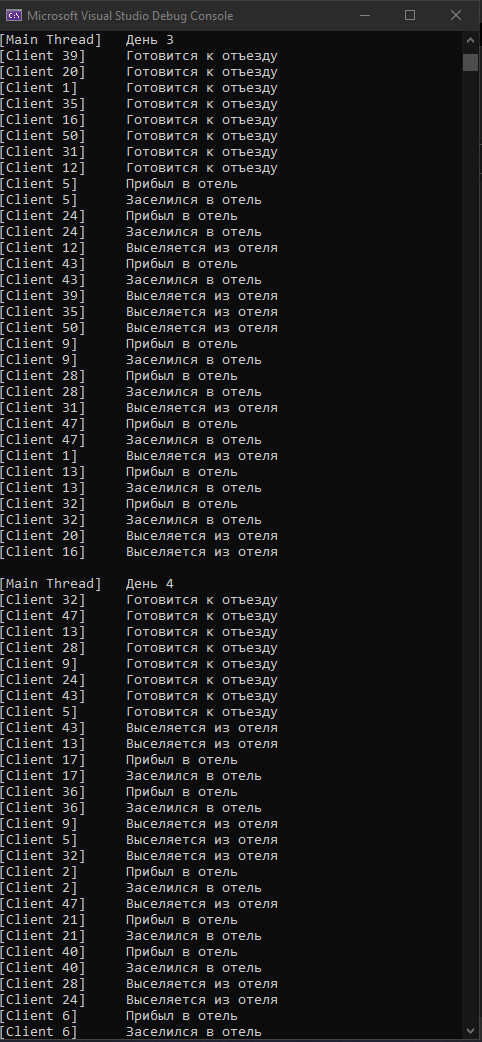 Microsoft Visual Studio Debug Console
[Main Thread] День 3
[Client 39] Готовится к отъезду
[Client 20] Готовится к отъезду
[Client 1] Готовится к отъезду
[Client 35] Готовится к отъезду
[Client 16] Готовится к отъезду
[Client 50] Готовится к отъезду
[Client 31] Готовится к отъезду
[Client 12] Готовится к отъезду
[Client 5] Прибыл в отель
[Client 5] Заселился в отель
[Client 24] Прибыл в отель
[Client 24] Заселился в отель
[Client 12] Выселяется из отеля
[Client 43] Прибыл в отель
[Client 43] Заселился в отель
[Client 39] Выселяется из отеля
[Client 35] Выселяется из отеля
[Client 50] Выселяется из отеля
[Client 9] Прибыл в отель
[Client 9] Заселился в отель
[Client 28] Прибыл в отель
[Client 28] Заселился в отель
[Client 31] Выселяется из отеля
[Client 47] Прибыл в отель
[Client 47] Заселился в отель
[Client 1] Выселяется из отеля
[Client 13] Прибыл в отель
[Client 13] Заселился в отель
[Client 32] Прибыл в отель
[Client 32] Заселился в отель
[Client 20] Выселяется из отеля
[Client 16] Выселяется из отеля
[Main Thread] День 4
[Client 32] Готовится к отъезду
[Client 47] Готовится к отъезду
[Client 13] Готовится к отъезду
[Client 28] Готовится к отъезду
[Client 9] Готовится к отъезду
[Client 24] Готовится к отъезду
[Client 43] Готовится к отъезду
[Client 5] Готовится к отъезду
[Client 43] Выселяется из отеля
[Client 13] Выселяется из отеля
[Client 17] Прибыл в отель
[Client 17] Заселился в отель
[Client 36] Прибыл в отель
[Client 36] Заселился в отель
[Client 9] Выселяется из отеля
[Client 5] Выселяется из отеля
[Client 32] Выселяется из отеля
[Client 2] Прибыл в отель
[Client 2] Заселился в отель
[Client 47] Выселяется из отеля
[Client 21] Прибыл в отель
[Client 21] Заселился в отель
[Client 40] Прибыл в отель
[Client 40] Заселился в отель
[Client 28] Выселяется из отеля
[Client 24] Выселяется из отеля
[Client 6] Прибыл в отель
[Client 6] Заселился в отель